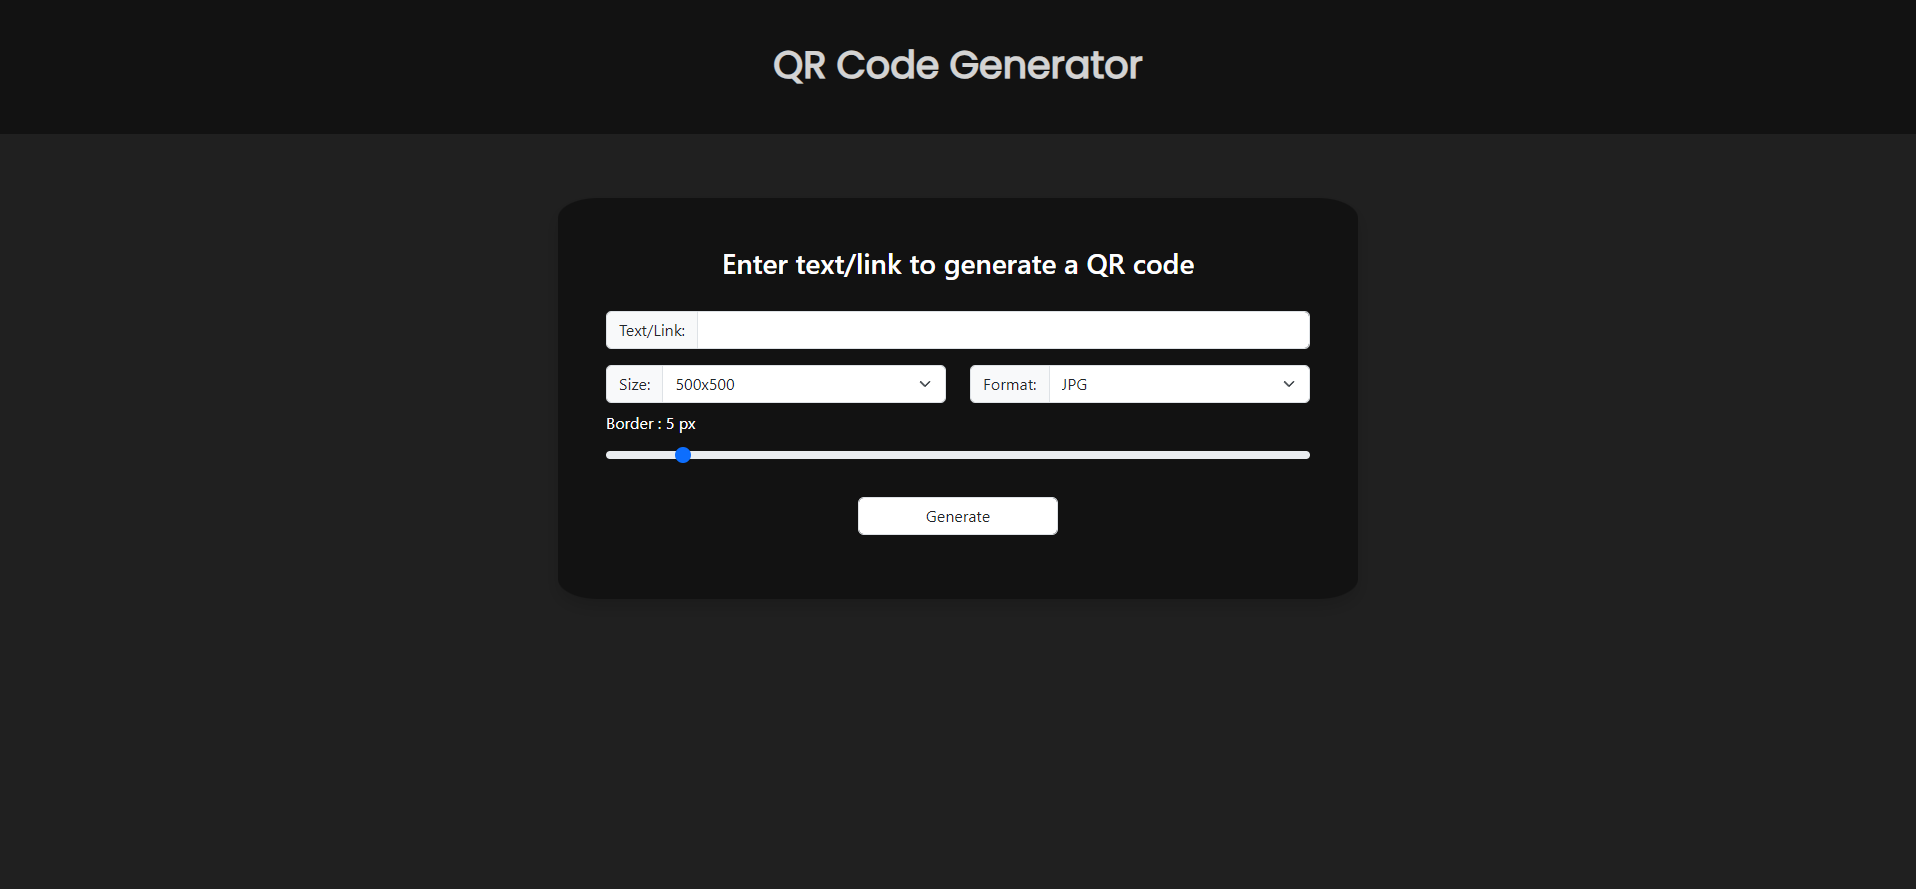 QR Code Generator
Enter text/link to generate a QR code
Text/Link:
Size: 500x500 Format: JPG
Border : 5 px
Generate